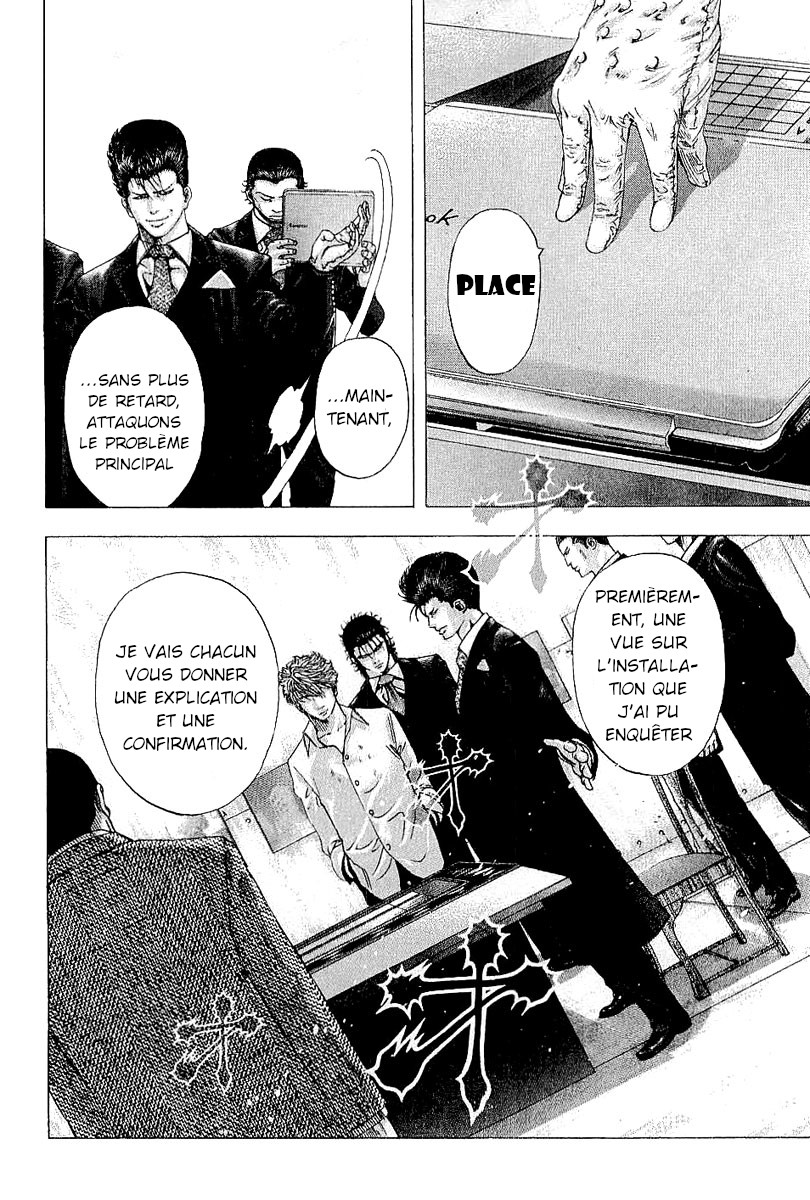 ok
PLACE
...MAIN-
TENANT,
...SANS PLUS
DE RETARD,
ATTAQUONS
LE PROBLÈME
PRINCIPAL
PREMIÈREM-
ENT, UNE
VUE SUR
L'INSTALLA-
TION QUE
J'AI PU
ENQUÊTER
JE VAIS CHACUN
VOUS DONNER
UNE EXPLICATION
ET UNE
CONFIRMATION.